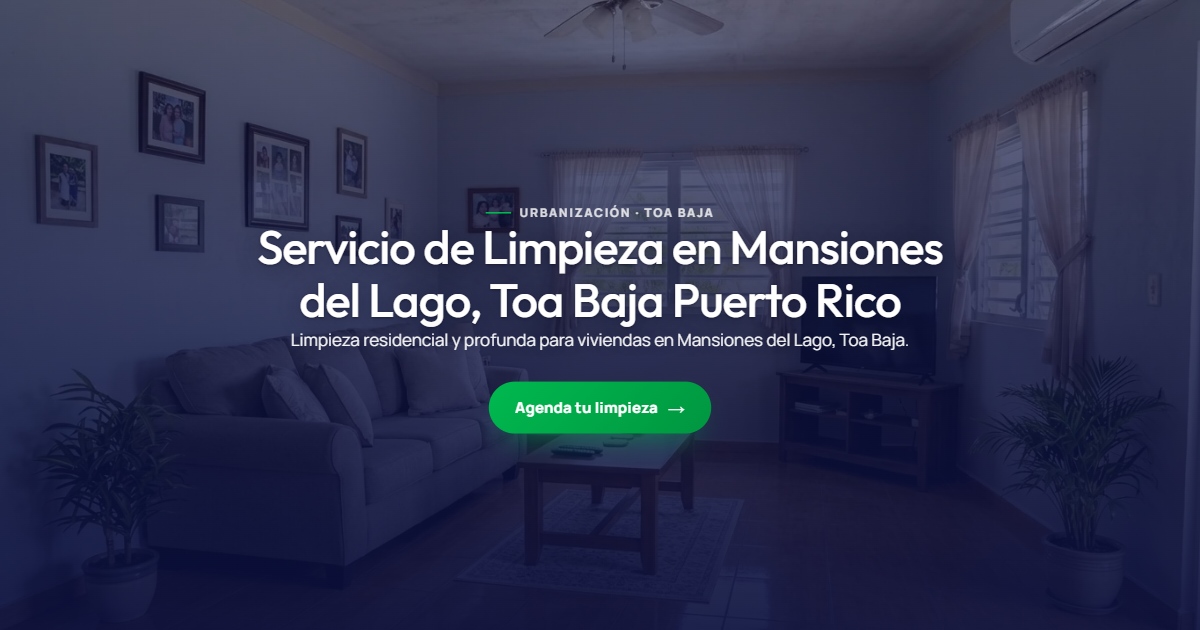 URBANIZACIÓN · TOA BAJA
Servicio de Limpieza en Mansiones
del Lago, Toa Baja Puerto Rico
Limpieza residencial y profunda para viviendas en Mansiones del Lago, Toa Baja.
Agenda tu limpieza →